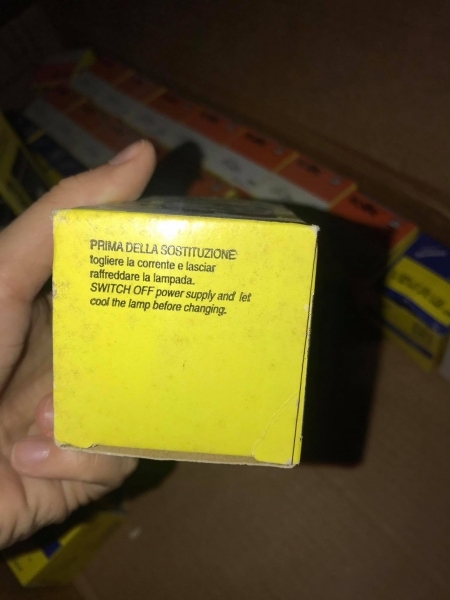 PRIMA DELLA SOSTITUZIONE
togliere la corrente e lasciar
raffreddare la lampada.
SWITCH OFF power supply and let
cool the lamp before changing.